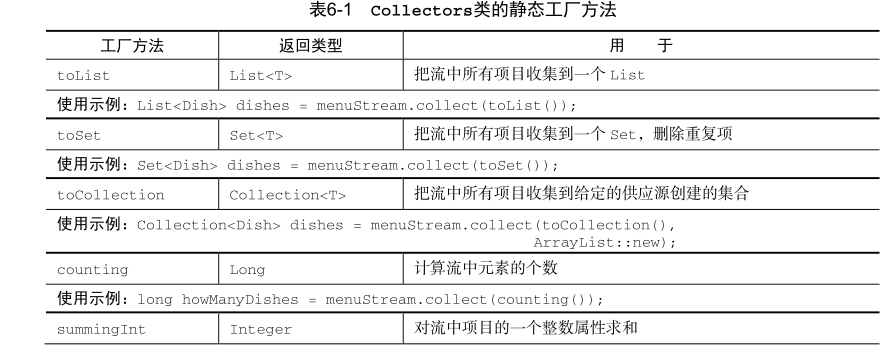 表6-1 Collectors类的静态工厂方法
工厂方法 返回类型 用 于
toList List<T> 把流中所有项目收集到一个 List
使用示例：List<Dish> dishes = menuStream.collect(toList());
toSet Set<T> 把流中所有项目收集到一个 Set，删除重复项
使用示例：Set<Dish> dishes = menuStream.collect(toSet());
toCollection Collection<T> 把流中所有项目收集到给定的供应源创建的集合
使用示例：Collection<Dish> dishes = menuStream.collect(toCollection(),
ArrayList::new);
counting Long 计算流中元素的个数
使用示例：long howManyDishes = menuStream.collect(counting());
summingInt Integer 对流中项目的一个整数属性求和